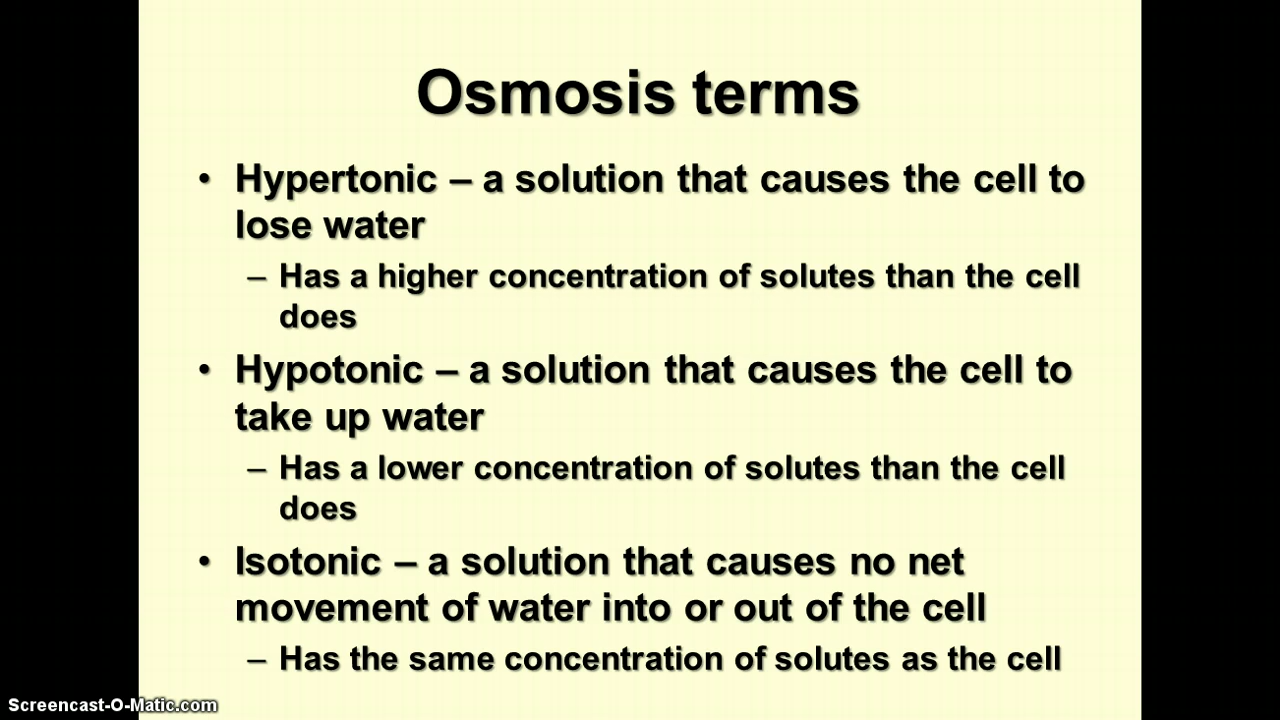 Osmosis terms
• Hypertonic – a solution that causes the cell to
lose water
– Has a higher concentration of solutes than the cell
does
• Hypotonic – a solution that causes the cell to
take up water
– Has a lower concentration of solutes than the cell
does
• Isotonic – a solution that causes no net
movement of water into or out of the cell
– Has the same concentration of solutes as the cell
Screencast-O-Matic.com